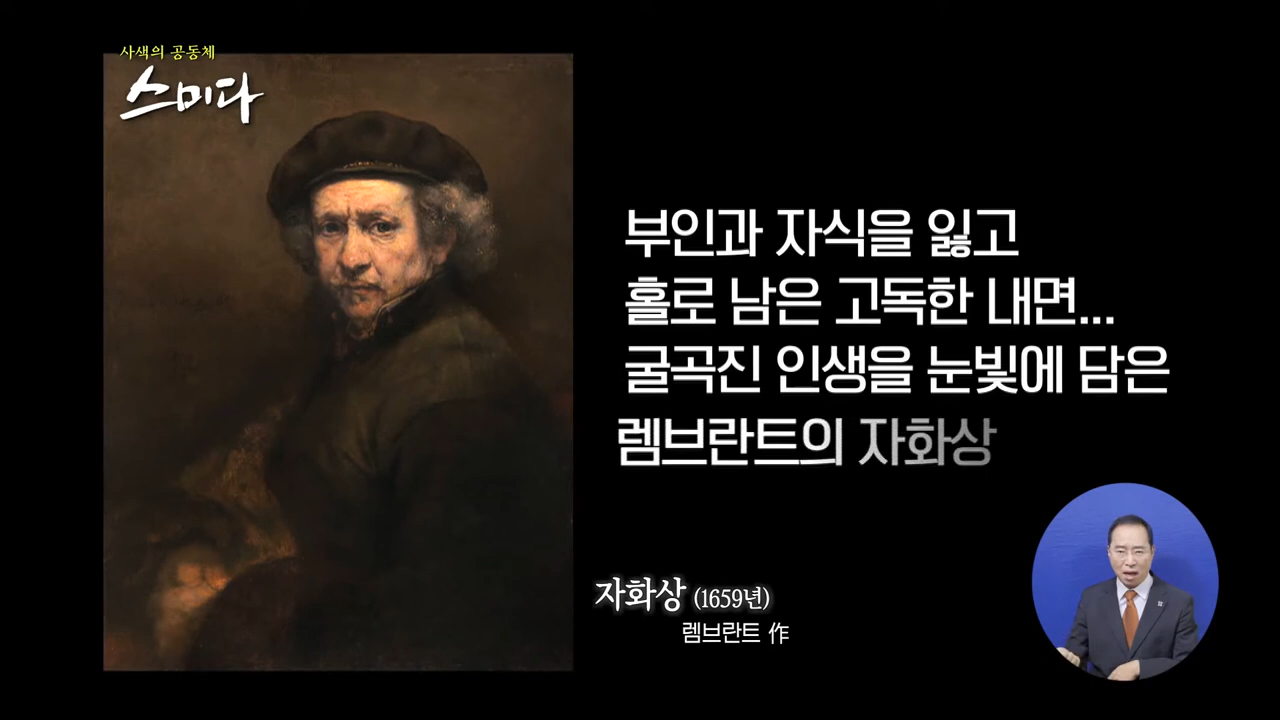 사색의 공동체
스미다
부인과 자식을 잃고
홀로 남은 고독한 내면...
굴곡진 인생을 눈빛에 담은
렘브란트의 자화상
자화상 (1659년)
렘브란트 作